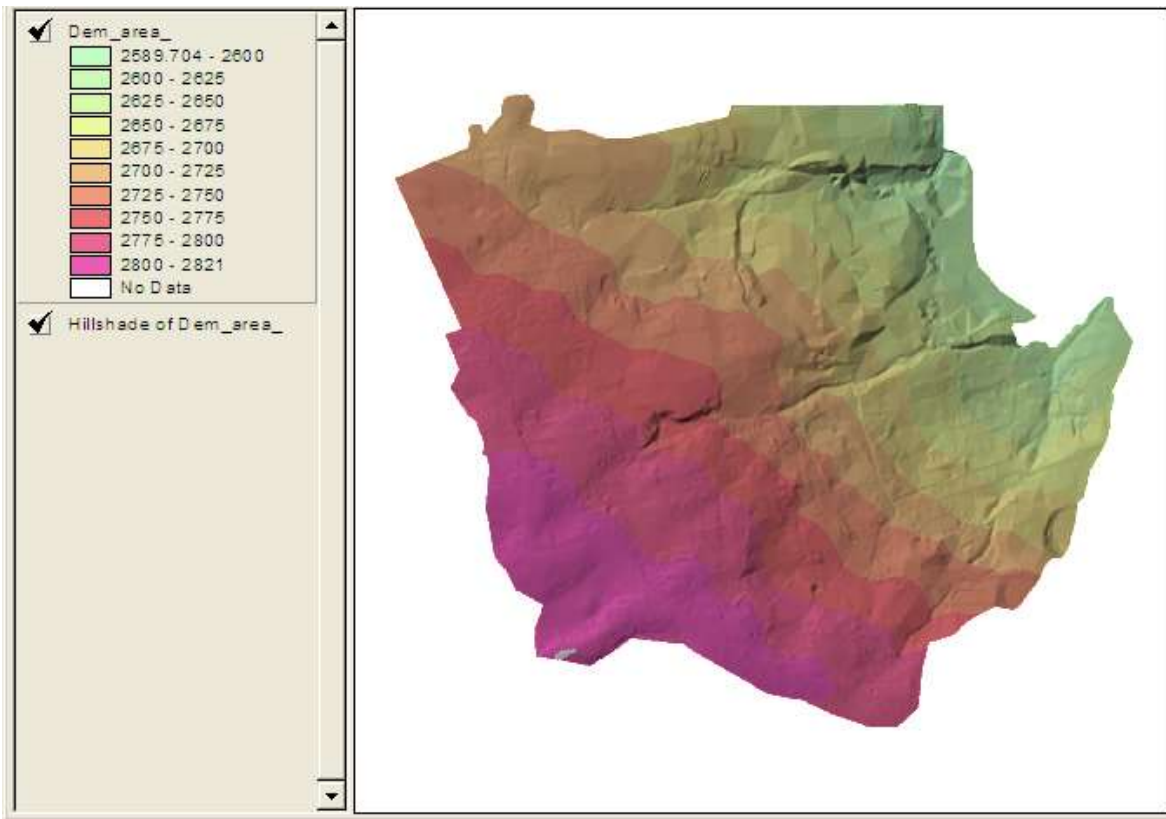 Dem_area_
2589.704 - 2600
2600 - 2625
2625 - 2650
2650 - 2675
2675 - 2700
2700 - 2725
2725 - 2750
2750 - 2775
2775 - 2800
2800 - 2821
No Data
Hillshade of Dem_area_